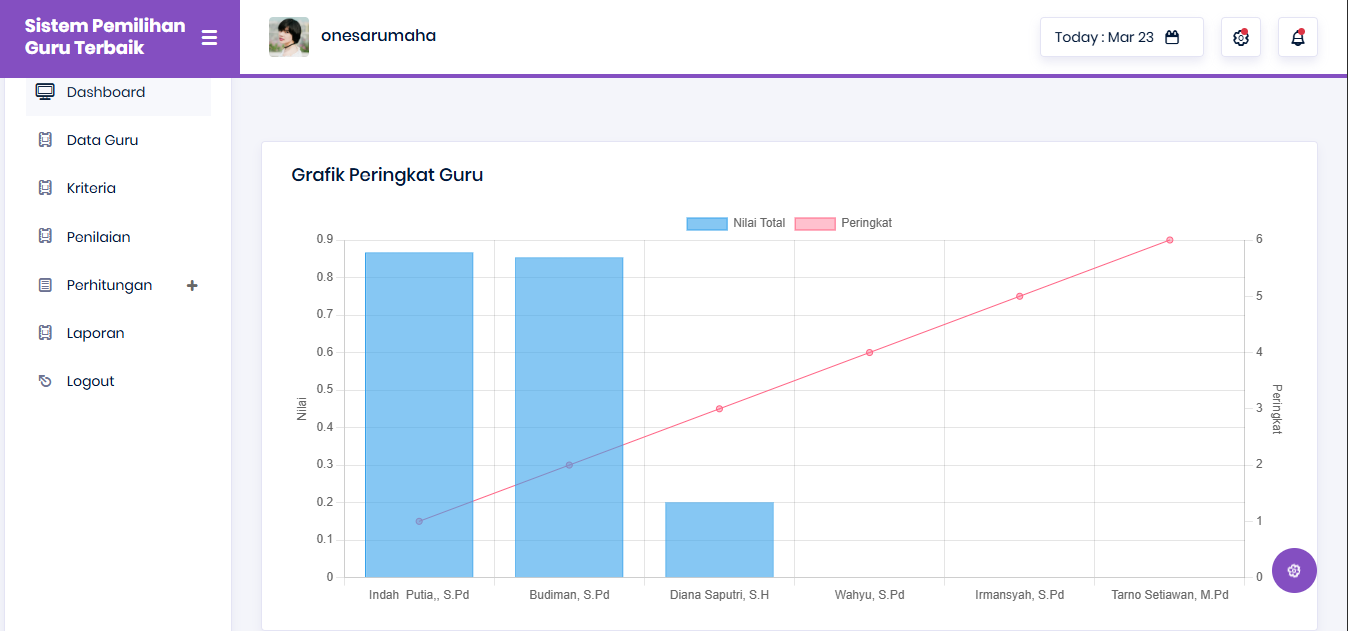 Sistem Pemilihan
Guru Terbaik
onesarumaha
Today : Mar 23
Dashboard
Data Guru
Kriteria
Penilaian
Perhitungan
Laporan
Logout
Grafik Peringkat Guru
Nilai Total
Peringkat
0.9
0.8
0.7
0.6
0.5
0.4
0.3
0.2
0.1
0
Nilai
6
5
4
3
2
1
0
Peringkat
Indah Putia,, S.Pd
Budiman, S.Pd
Diana Saputri, S.H
Wahyu, S.Pd
Irmansyah, S.Pd
Tarno Setiawan, M.Pd